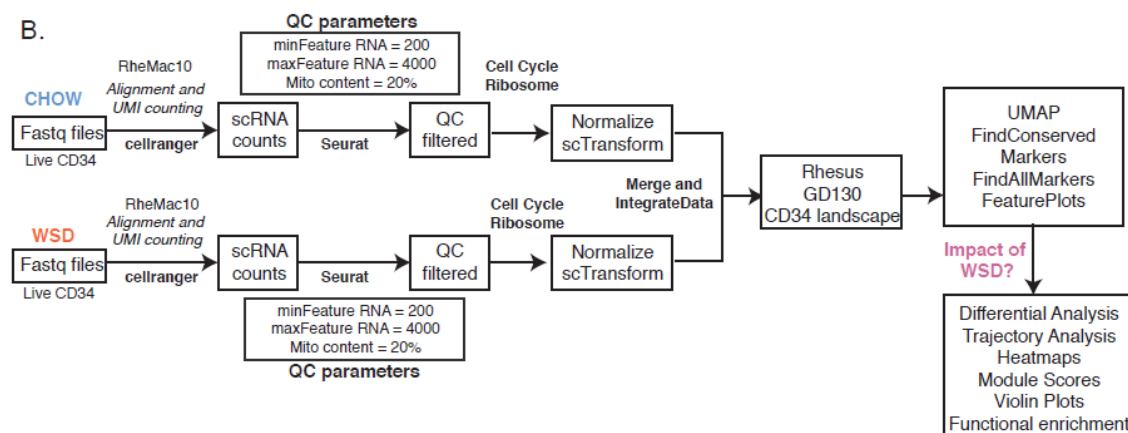 B.
QC parameters
minFeature RNA = 200
maxFeature RNA = 4000
Mito content = 20%
RheMac10
Alignment and
UMI counting
CHOW
Fastq files
Live CD34
cellranger
scRNA
counts
Seurat
QC
filtered
Cell Cycle
Ribosome
Normalize
scTransform
RheMac10
Alignment and
UMI counting
WSD
Fastq files
Live CD34
cellranger
scRNA
counts
Seurat
QC
filtered
Cell Cycle
Ribosome
Normalize
scTransform
minFeature RNA = 200
maxFeature RNA = 4000
Mito content = 20%
QC parameters
Merge and
IntegrateData
Rhesus
GD130
CD34 landscape
UMAP
FindConserved
Markers
FindAllMarkers
FeaturePlots
Impact of
WSD?
Differential Analysis
Trajectory Analysis
Heatmaps
Module Scores
Violin Plots
Functional enrichment